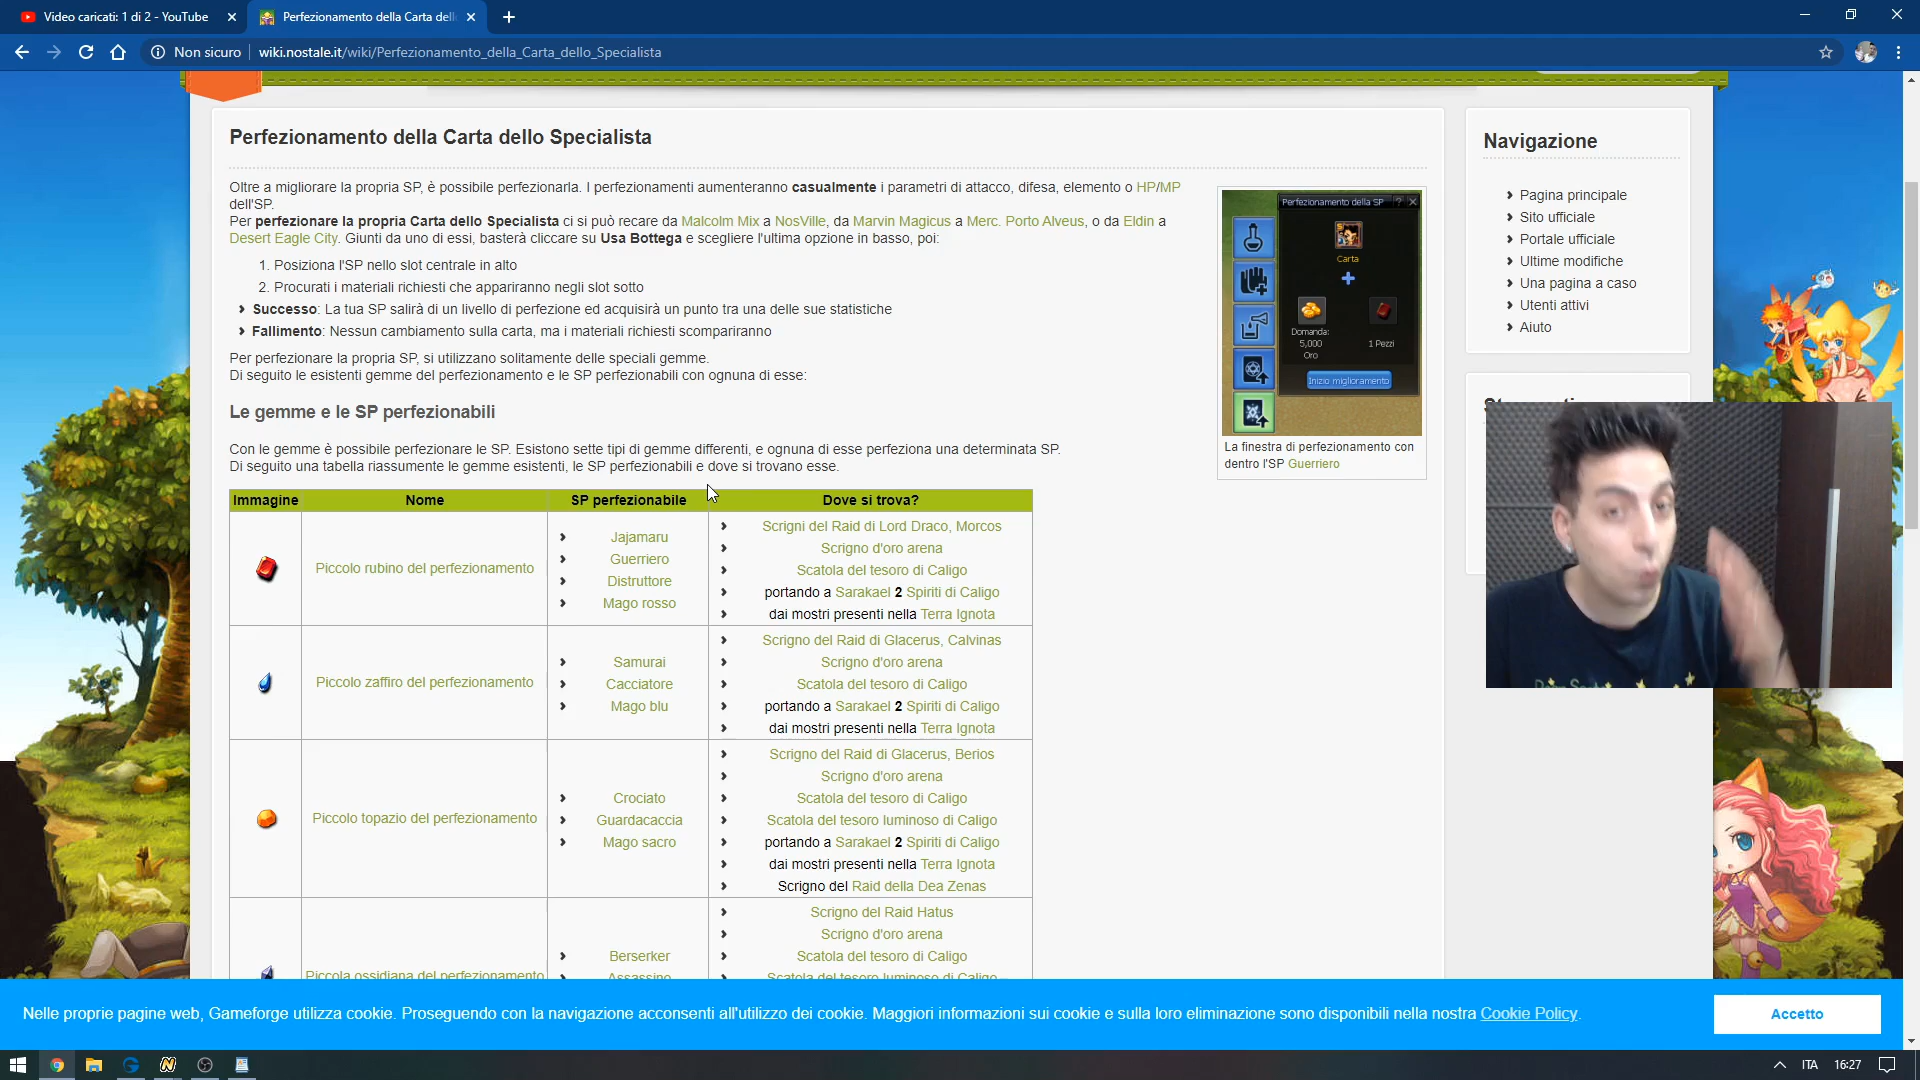 Video caricati: 1 di 2 - YouTube
Perfezionamento della Carta dell
Non sicuro
wiki.nostale.it/wiki/Perfezionamento_della_Carta_dello_Specialista
Perfezionamento della Carta dello Specialista
Oltre a migliorare la propria SP, è possibile perfezionarla. I perfezionamenti aumenteranno casualmente i parametri di attacco, difesa, elemento o HP/MP
dell'SP.
Per perfezionare la propria Carta dello Specialista ci si può recare da Malcolm Mix a NosVille, da Marvin Magicus a Merc. Porto Alveus, o da Eldin a
Desert Eagle City. Giunti da uno di essi, basterà cliccare su Usa Bottega e scegliere l'ultima opzione in basso, poi:
1. Posiziona l'SP nello slot centrale in alto
2. Procurati i materiali richiesti che appariranno negli slot sotto
Successo: La tua SP salirà di un livello di perfezione ed acquisirà un punto tra una delle sue statistiche
Fallimento: Nessun cambiamento sulla carta, ma i materiali richiesti scompariranno
Per perfezionare la propria SP, si utilizzano solitamente delle speciali gemme.
Di seguito le esistenti gemme del perfezionamento e le SP perfezionabili con ognuna di esse:
Perfezionamento della SP ? X
Carta
Domanda:
5,000
Oro
1 Pezzi
Inizio miglioramento
La finestra di perfezionamento con
dentro l'SP Guerriero
Le gemme e le SP perfezionabili
Con le gemme è possibile perfezionare le SP. Esistono sette tipi di gemme differenti, e ognuna di esse perfeziona una determinata SP.
Di seguito una tabella riassumente le gemme esistenti, le SP perfezionabili e dove si trovano esse.
Immagine Nome SP perfezionabile Dove si trova?
Piccolo rubino del perfezionamento
Jajamaru
Guerriero
Distruttore
Mago rosso
Scrigni del Raid di Lord Draco, Morcos
Scrigno d'oro arena
Scatola del tesoro di Caligo
portando a Sarakael 2 Spiriti di Caligo
dai mostri presenti nella Terra Ignota
Piccolo zaffiro del perfezionamento
Samurai
Cacciatore
Mago blu
Scrigno del Raid di Glacerus, Calvinas
Scrigno d'oro arena
Scatola del tesoro di Caligo
portando a Sarakael 2 Spiriti di Caligo
dai mostri presenti nella Terra Ignota
Piccolo topazio del perfezionamento
Crociato
Guardacaccia
Mago sacro
Scrigno del Raid di Glacerus, Berios
Scrigno d'oro arena
Scatola del tesoro di Caligo
Scatola del tesoro luminoso di Caligo
portando a Sarakael 2 Spiriti di Caligo
dai mostri presenti nella Terra Ignota
Scrigno del Raid della Dea Zenas
Piccola ossidiana del perfezionamento
Berserker
Assassino
Scrigno del Raid Hatus
Scrigno d'oro arena
Scatola del tesoro di Caligo
Scatola del tesoro luminoso di Caligo
Navigazione
Pagina principale
Sito ufficiale
Portale ufficiale
Ultime modifiche
Una pagina a caso
Utenti attivi
Aiuto
Nelle proprie pagine web, Gameforge utilizza cookie. Proseguendo con la navigazione acconsenti all'utilizzo dei cookie. Maggiori informazioni sui cookie e sulla loro eliminazione sono disponibili nella nostra Cookie Policy.
Accetto
ITA 16:27